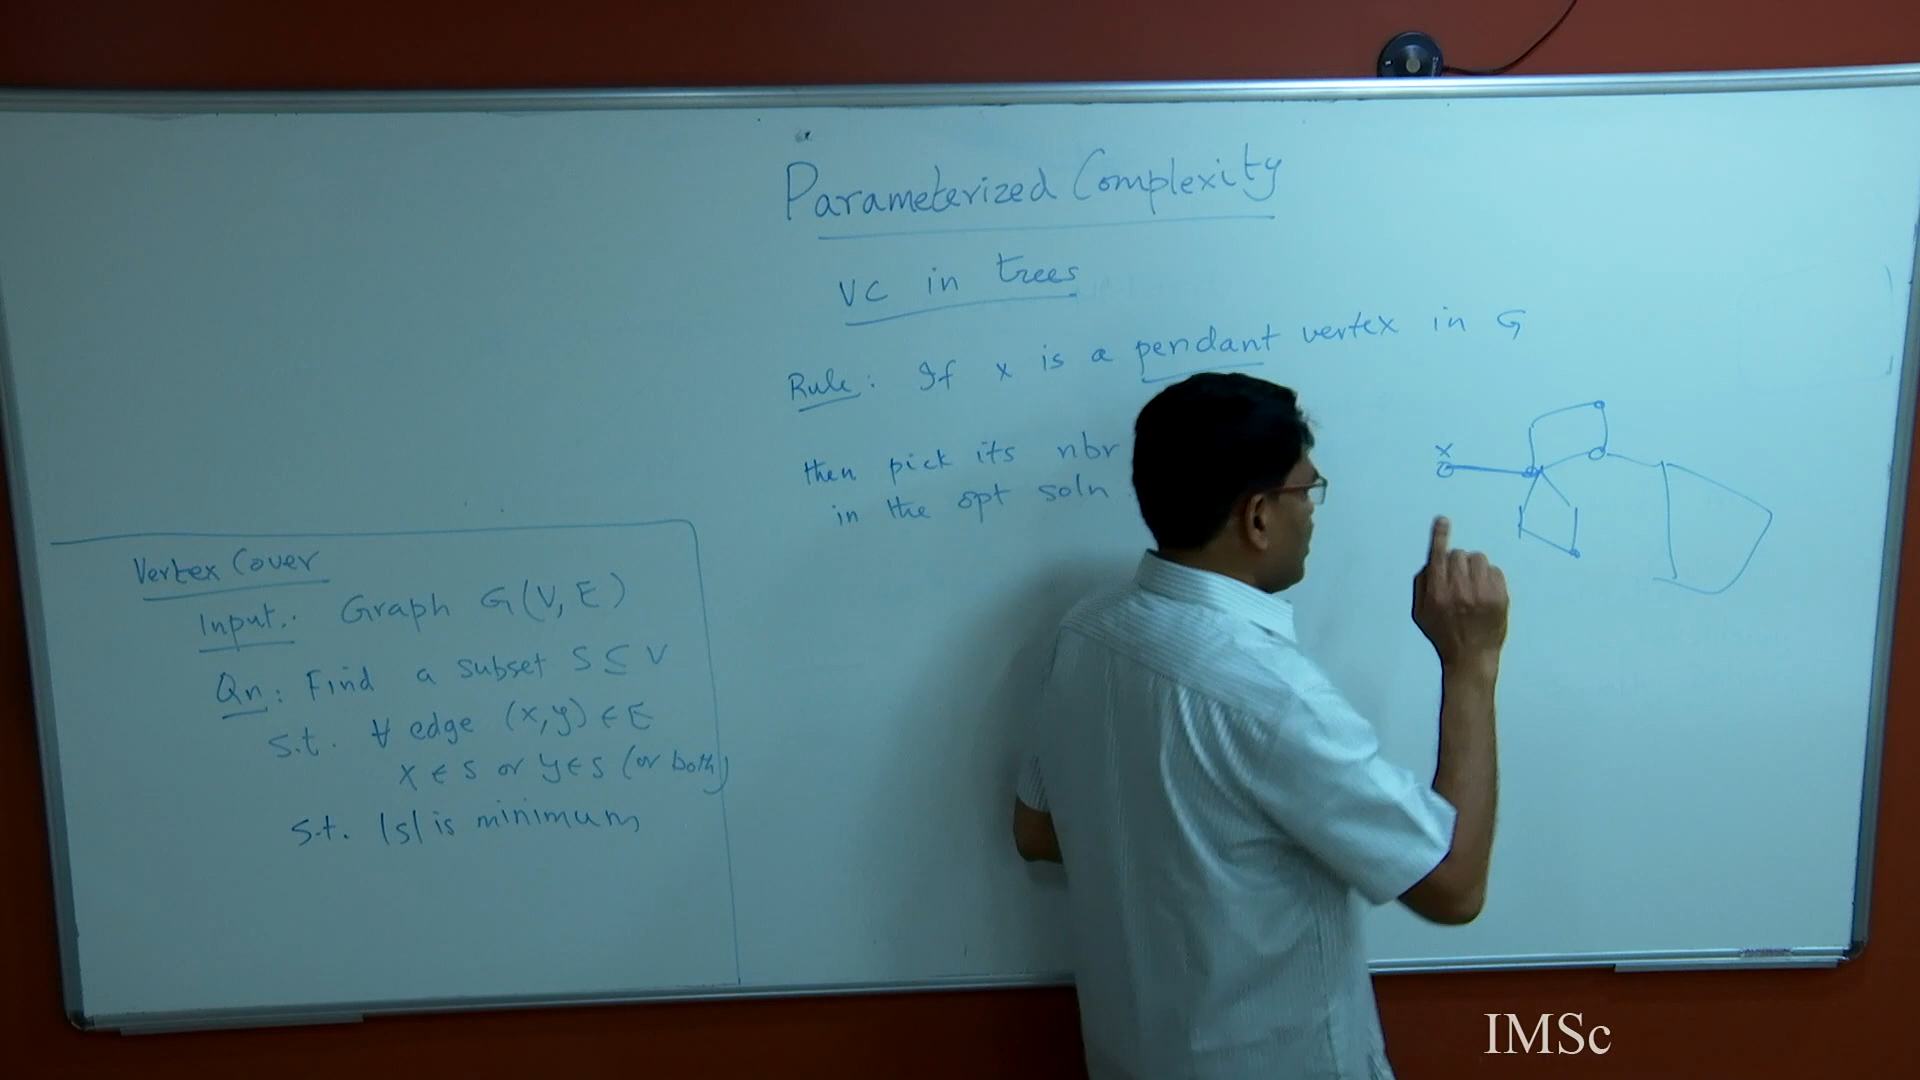 Parameterized Complexity
VC in trees
Rule: If x is a pendant vertex in G
then pick its nbr
in the opt soln
x
Vertex Cover
Input: Graph G(V, E)
Qn: Find a subset S ⊆ V
s.t. ∀ edge (x,y) ∈ E
x ∈ S or y ∈ S (or both)
s.t. |S| is minimum
IMSc